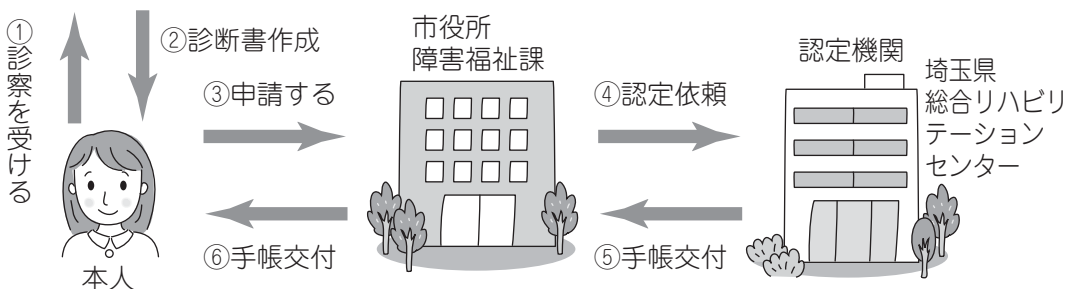 ①診察を受ける
②診断書作成
③申請する
市役所
障害福祉課
④認定依頼
認定機関
埼玉県
総合リハビリ
テーション
センター
⑥手帳交付
⑤手帳交付
本人